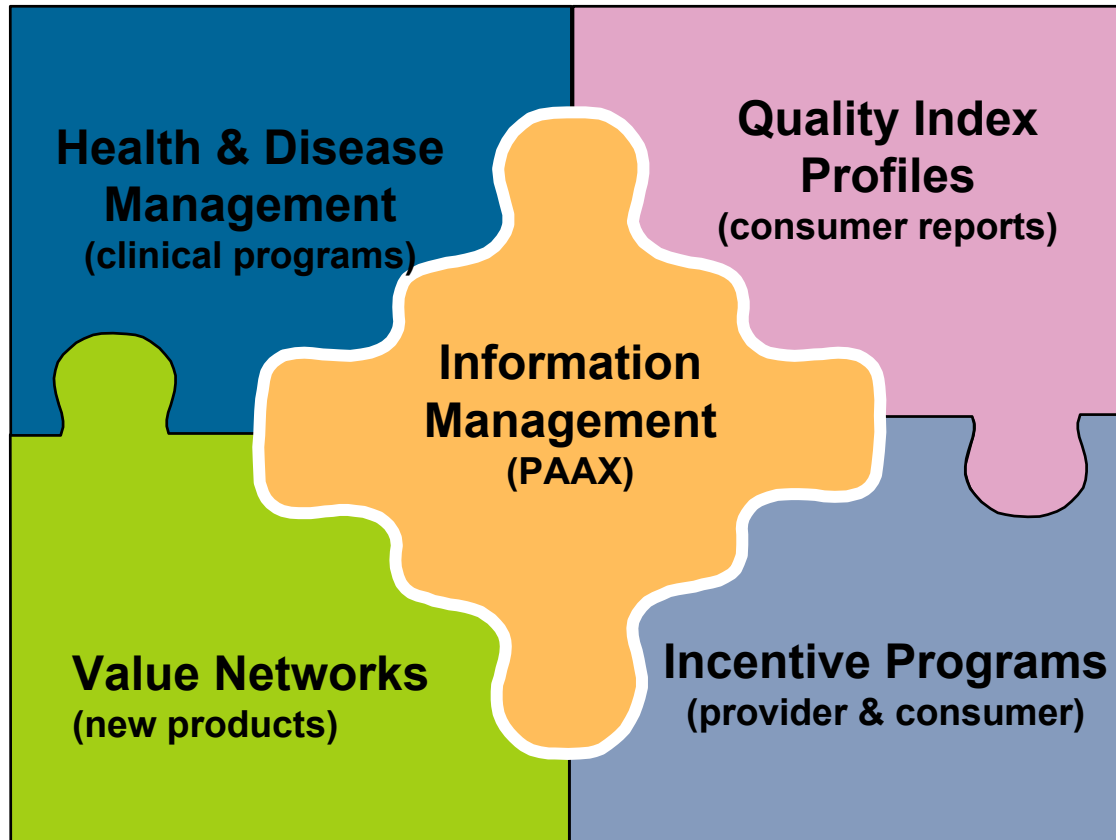 Health & Disease
Management
(clinical programs)
Quality Index
Profiles
(consumer reports)
Information
Management
(PAAX)
Value Networks
(new products)
Incentive Programs
(provider & consumer)